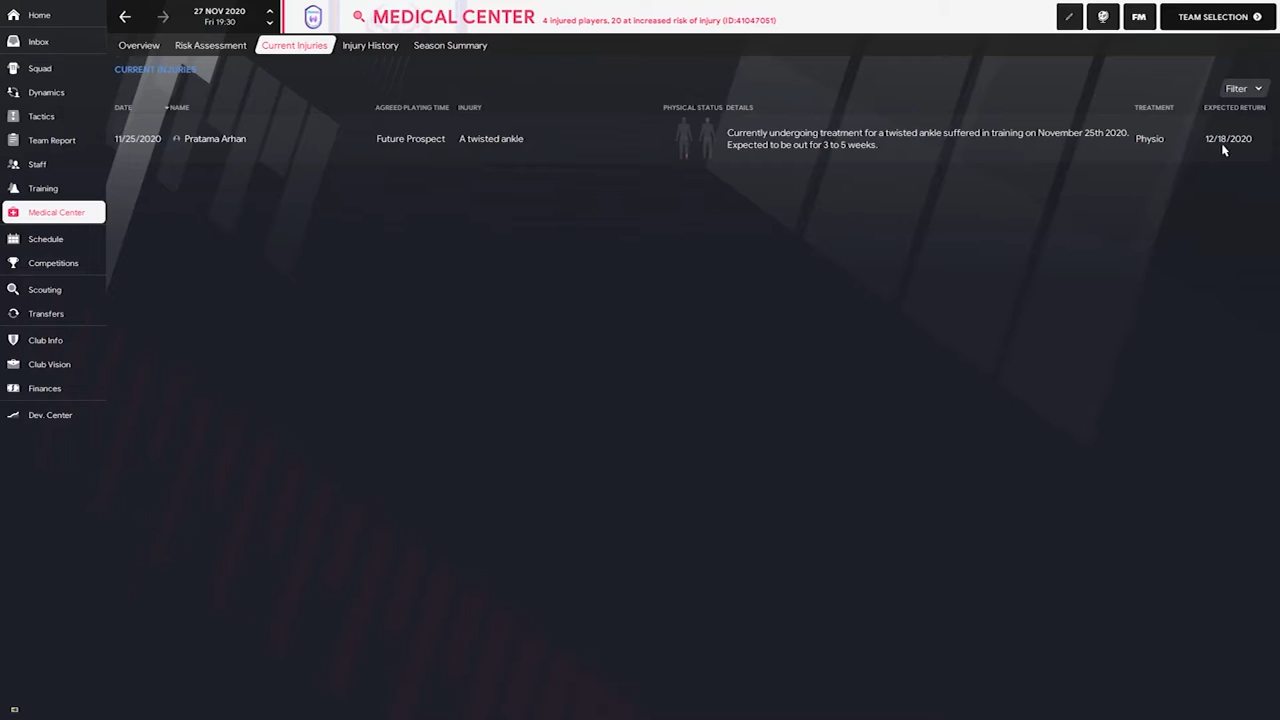 Home
Inbox
Squad
Dynamics
Tactics
Team Report
Staff
Training
Medical Center
Schedule
Competitions
Scouting
Transfers
Club Info
Club Vision
Finances
Dev. Center
27 NOV 2020
Fri 19:30
MEDICAL CENTER
4 injured players, 20 at increased risk of injury (ID:41047051)
FM
TEAM SELECTION
Overview Risk Assessment Current Injuries Injury History Season Summary
CURRENT INJURIES
Filter
DATE NAME AGREED PLAYING TIME INJURY PHYSICAL STATUS DETAILS TREATMENT EXPECTED RETURN
11/25/2020 Pratama Arhan Future Prospect A twisted ankle
Currently undergoing treatment for a twisted ankle suffered in training on November 25th 2020.
Expected to be out for 3 to 5 weeks.
Physio 12/18/2020